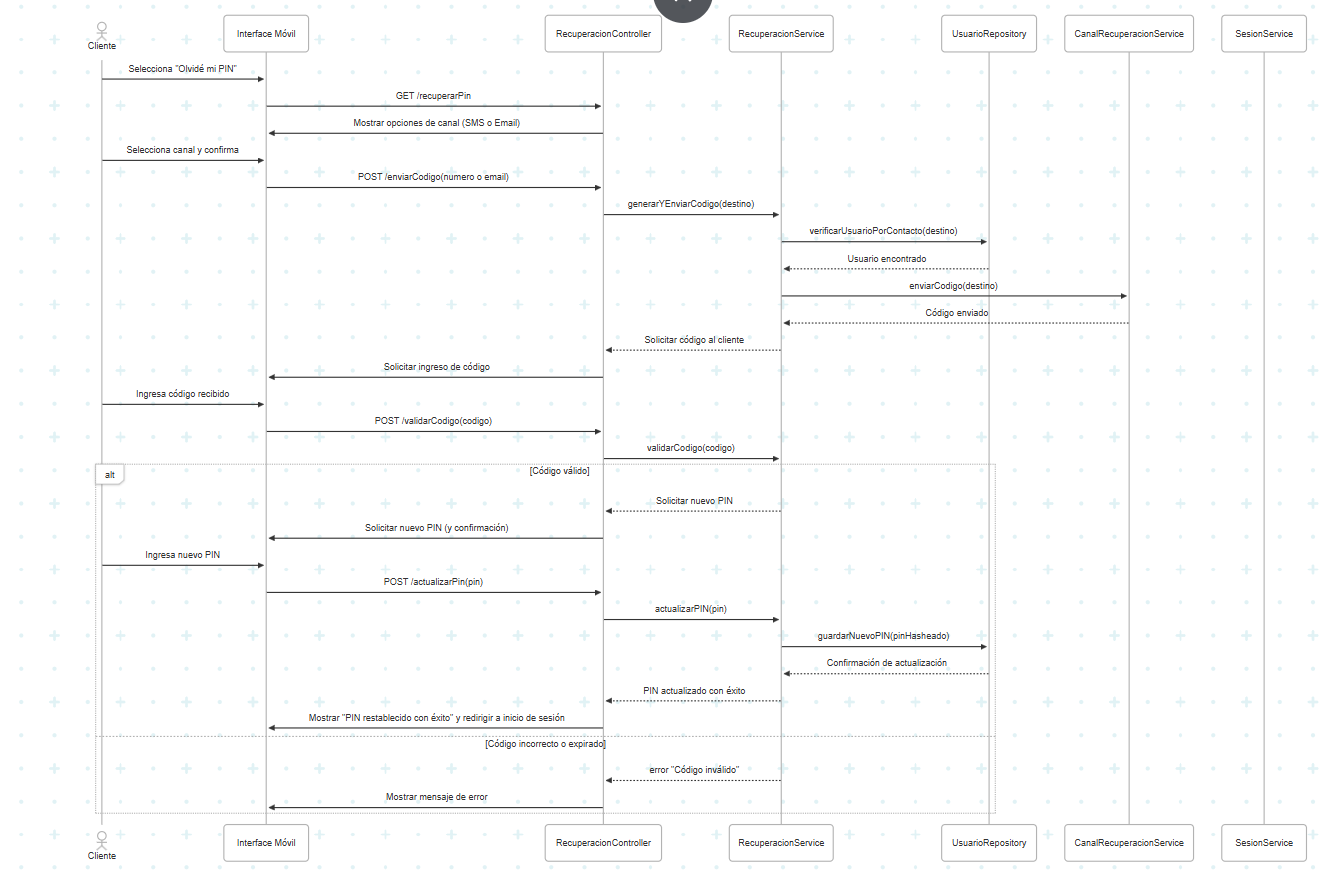 Cliente
Interface Móvil
RecuperacionController
RecuperacionService
UsuarioRepository
CanalRecuperacionService
SesionService
Selecciona "Olvidé mi PIN"
GET /recuperarPin
Mostrar opciones de canal (SMS o Email)
Selecciona canal y confirma
POST /enviarCodigo(numero o email)
generarYEnviarCodigo(destino)
verificarUsuarioPorContacto(destino)
Usuario encontrado
enviarCodigo(destino)
Código enviado
Solicitar código al cliente
Solicitar ingreso de código
Ingresa código recibido
POST /validarCodigo(codigo)
validarCodigo(codigo)
alt
[Código válido]
Solicitar nuevo PIN
Solicitar nuevo PIN (y confirmación)
Ingresa nuevo PIN
POST /actualizarPin(pin)
actualizarPIN(pin)
guardarNuevoPIN(pinHasheado)
Confirmación de actualización
PIN actualizado con éxito
Mostrar "PIN restablecido con éxito" y redirigir a inicio de sesión
[Código incorrecto o expirado]
error "Código inválido"
Mostrar mensaje de error
Cliente
Interface Móvil
RecuperacionController
RecuperacionService
UsuarioRepository
CanalRecuperacionService
SesionService